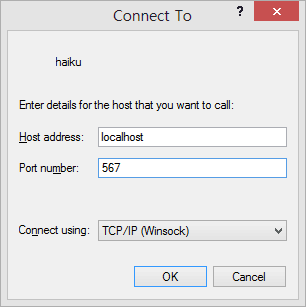 Connect To
haiku
Enter details for the host that you want to call:
Host address: localhost
Port number: 567
Connect using: TCP/IP (Winsock)
OK Cancel